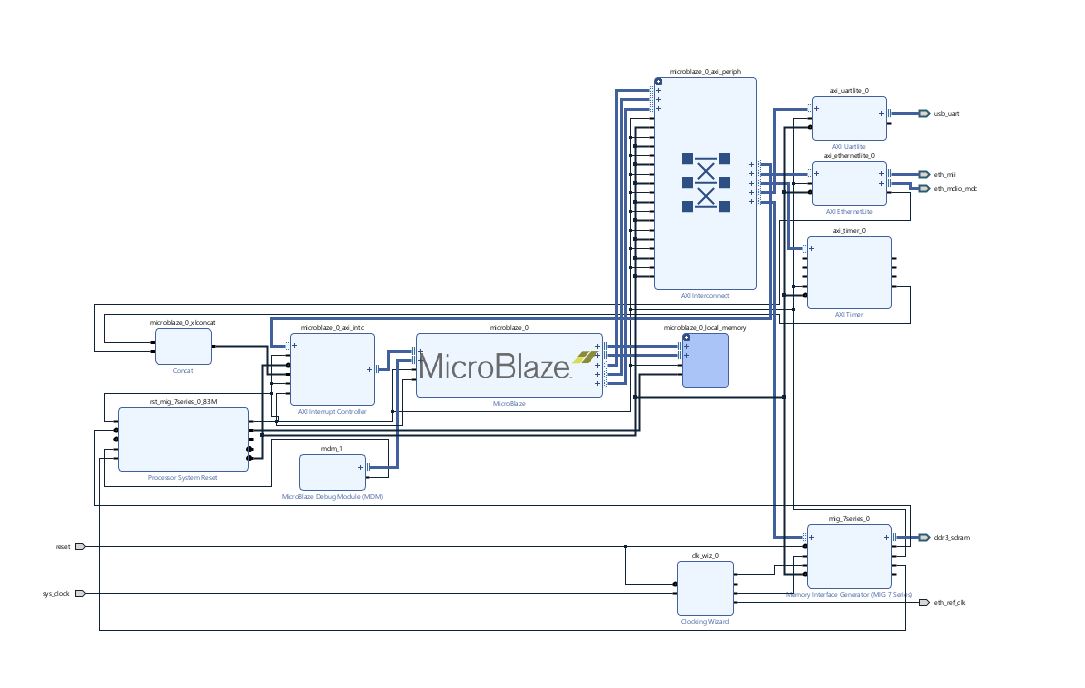 microblaze_0_axi_periph
AXI Interconnect
axi_uartlite_0
AXI Uartlite
usb_uart
axi_ethernetlite_0
AXI EthernetLite
eth_mii
eth_mdio_mdc
axi_timer_0
AXI Timer
microblaze_0_xlconcat
Concat
microblaze_0_axi_intc
AXI Interrupt Controller
microblaze_0
MicroBlaze
MicroBlaze
microblaze_0_local_memory
rst_mig_7series_0_83M
Processor System Reset
mdm_1
MicroBlaze Debug Module (MDM)
mig_7series_0
Memory Interface Generator (MIG 7 Series)
ddr3_sdram
reset
clk_wiz_0
Clocking Wizard
sys_clock
eth_ref_clk